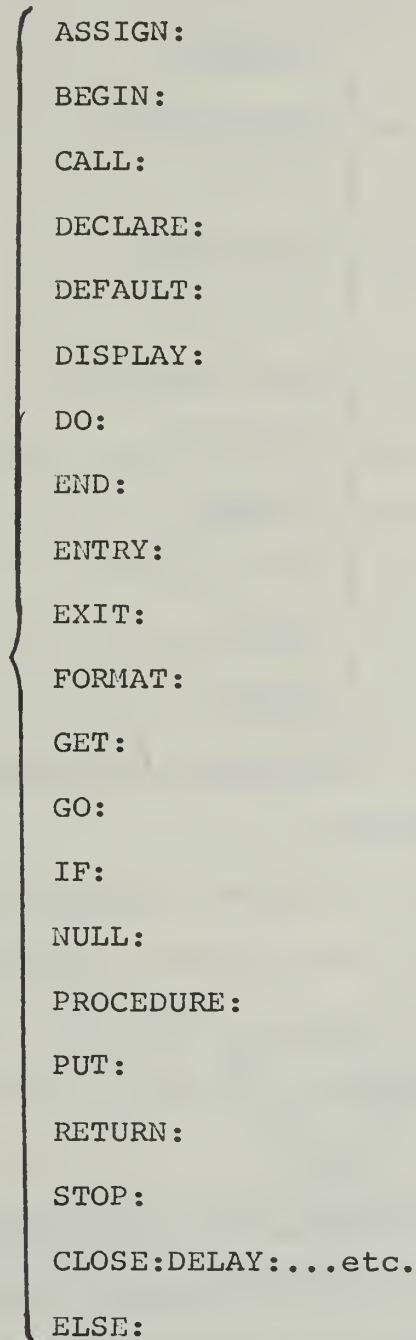 ASSIGN:
BEGIN:
CALL:
DECLARE:
DEFAULT:
DISPLAY:
DO:
END:
ENTRY:
EXIT:
FORMAT:
GET:
GO:
IF:
NULL:
PROCEDURE:
PUT:
RETURN:
STOP:
CLOSE:DELAY:...etc.
ELSE: